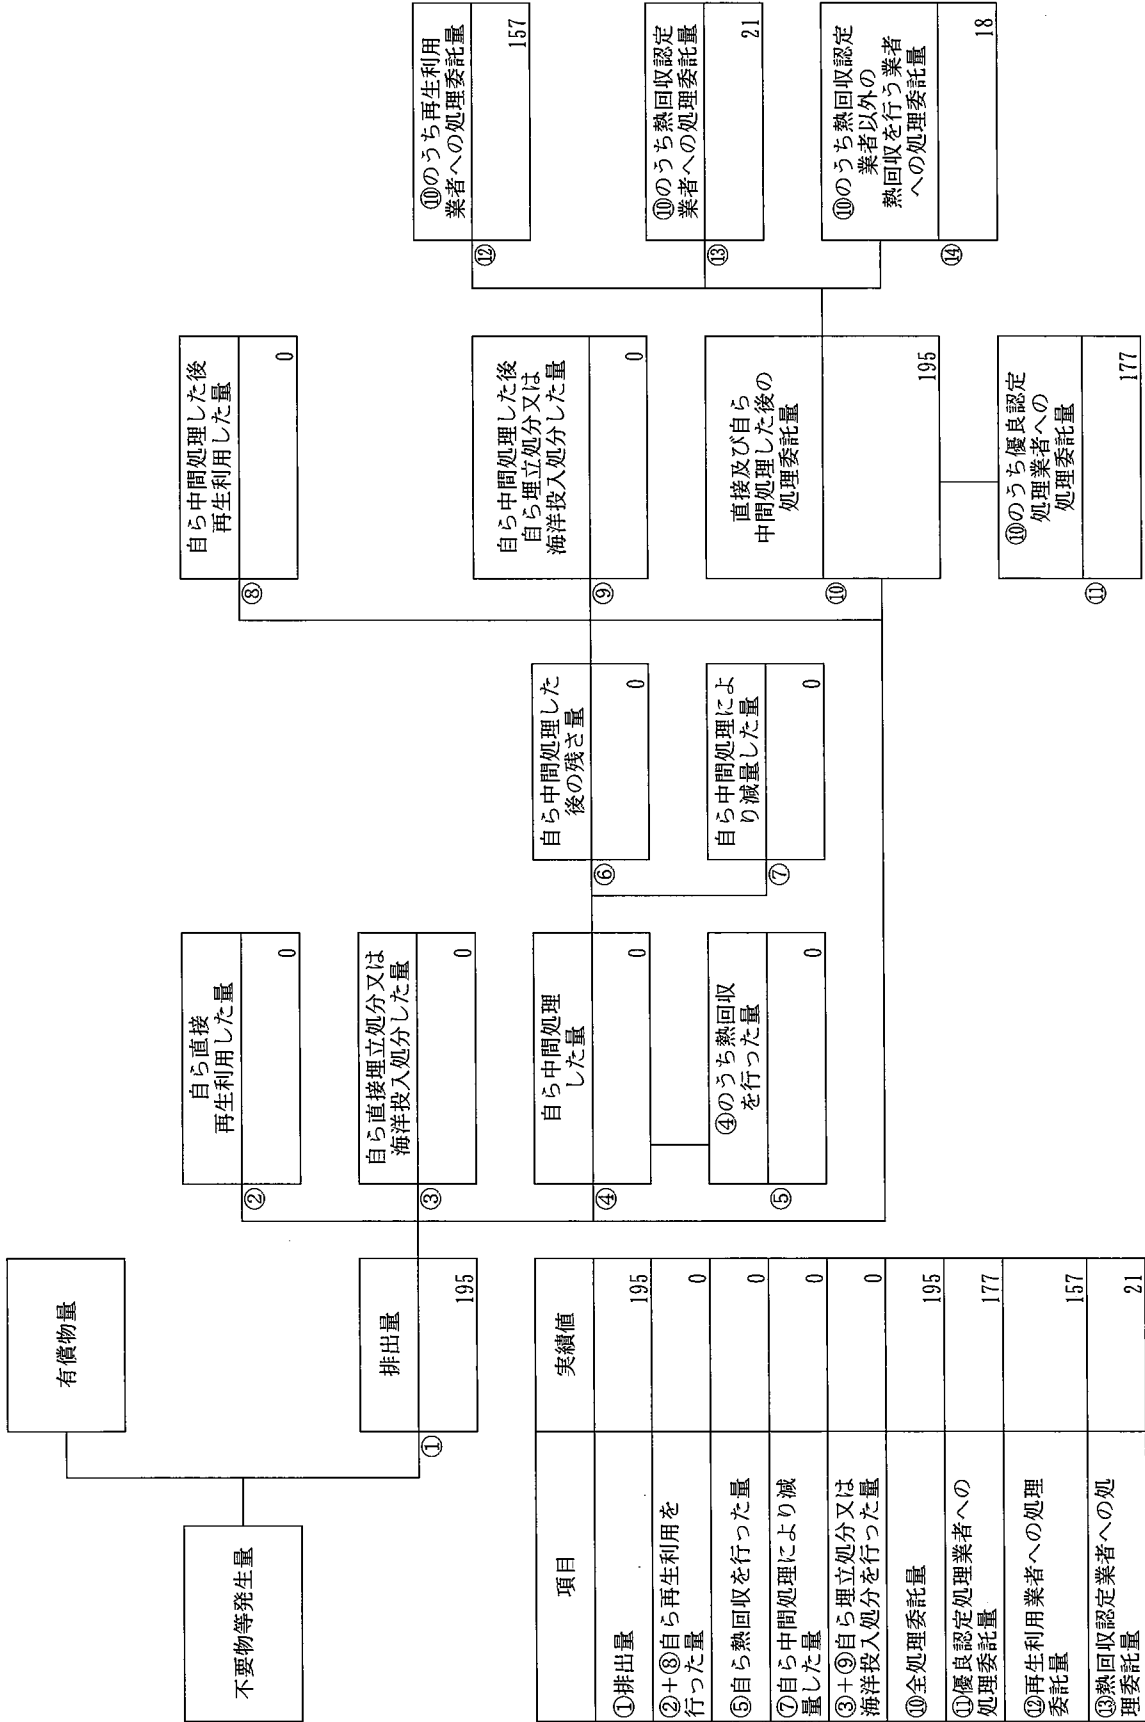 不要物等発生量
有償物量
排出量
①
195
自ら直接
再生利用した量
②
0
自ら直接埋立処分又は
海洋投入処分した量
③
0
自ら中間処理
した量
④
0
④のうち熱回収
を行った量
⑤
0
自ら中間処理した
後の残さ量
⑥
0
自ら中間処理によ
り減量した量
⑦
0
自ら中間処理した後
再生利用した量
⑧
0
自ら中間処理した後
自ら埋立処分又は
海洋投入処分した量
⑨
0
直接及び自ら
中間処理した後の
処理委託量
⑩
195
⑩のうち優良認定
処理業者への
処理委託量
⑪
177
⑩のうち再生利用
業者への処理委託量
⑫
157
⑩のうち熱回収認定
業者への処理委託量
⑬
21
⑩のうち熱回収認定
業者以外の
熱回収を行う業者
への処理委託量
⑭
18
項目
実績値
①排出量
195
②+⑧自ら再生利用を
行った量
0
⑤自ら熱回収を行った量
0
⑦自ら中間処理により減
量した量
0
③+⑨自ら埋立処分又は
海洋投入処分を行った量
0
⑩全処理委託量
195
⑪優良認定処理業者への
処理委託量
177
⑫再生利用業者への処理
委託量
157
⑬熱回収認定業者への処
理委託量
21